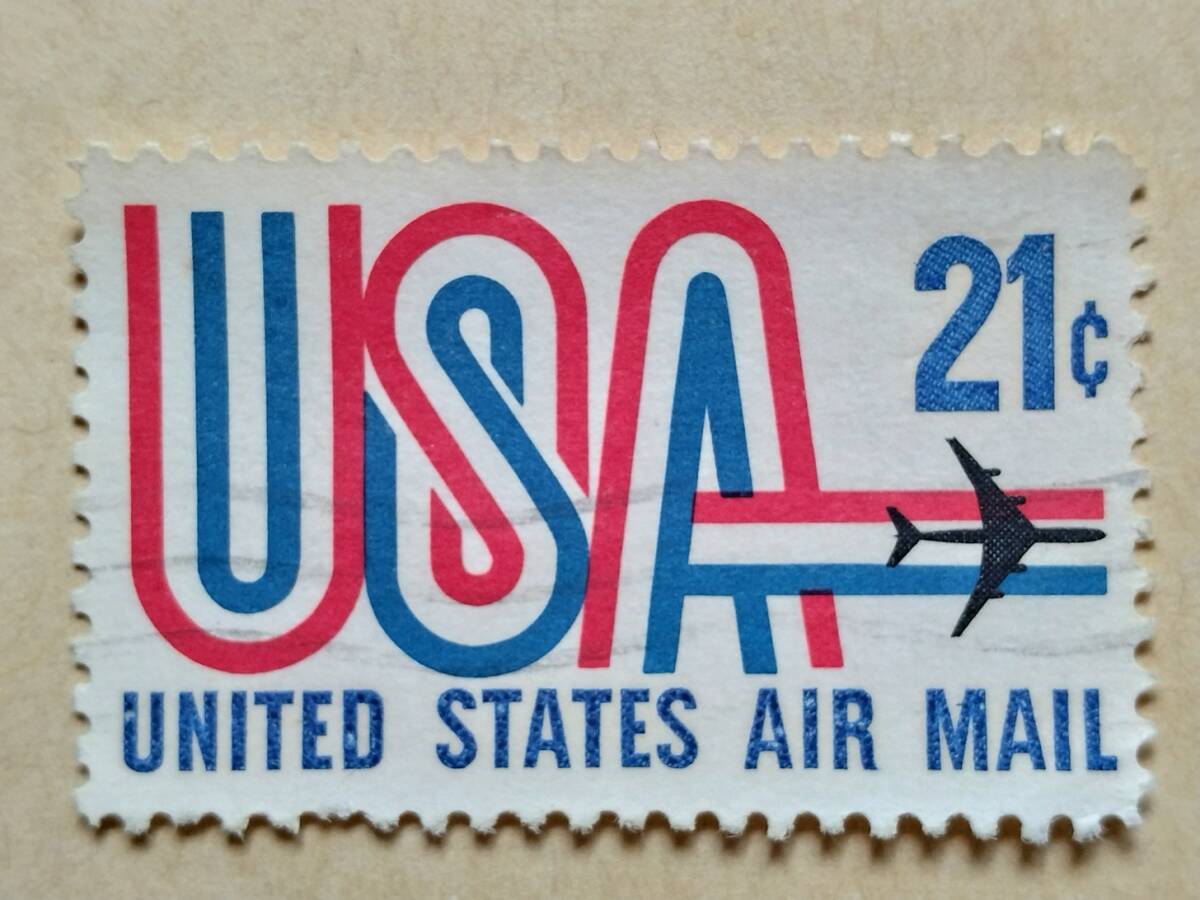 USA
21¢
UNITED STATES AIR MAIL